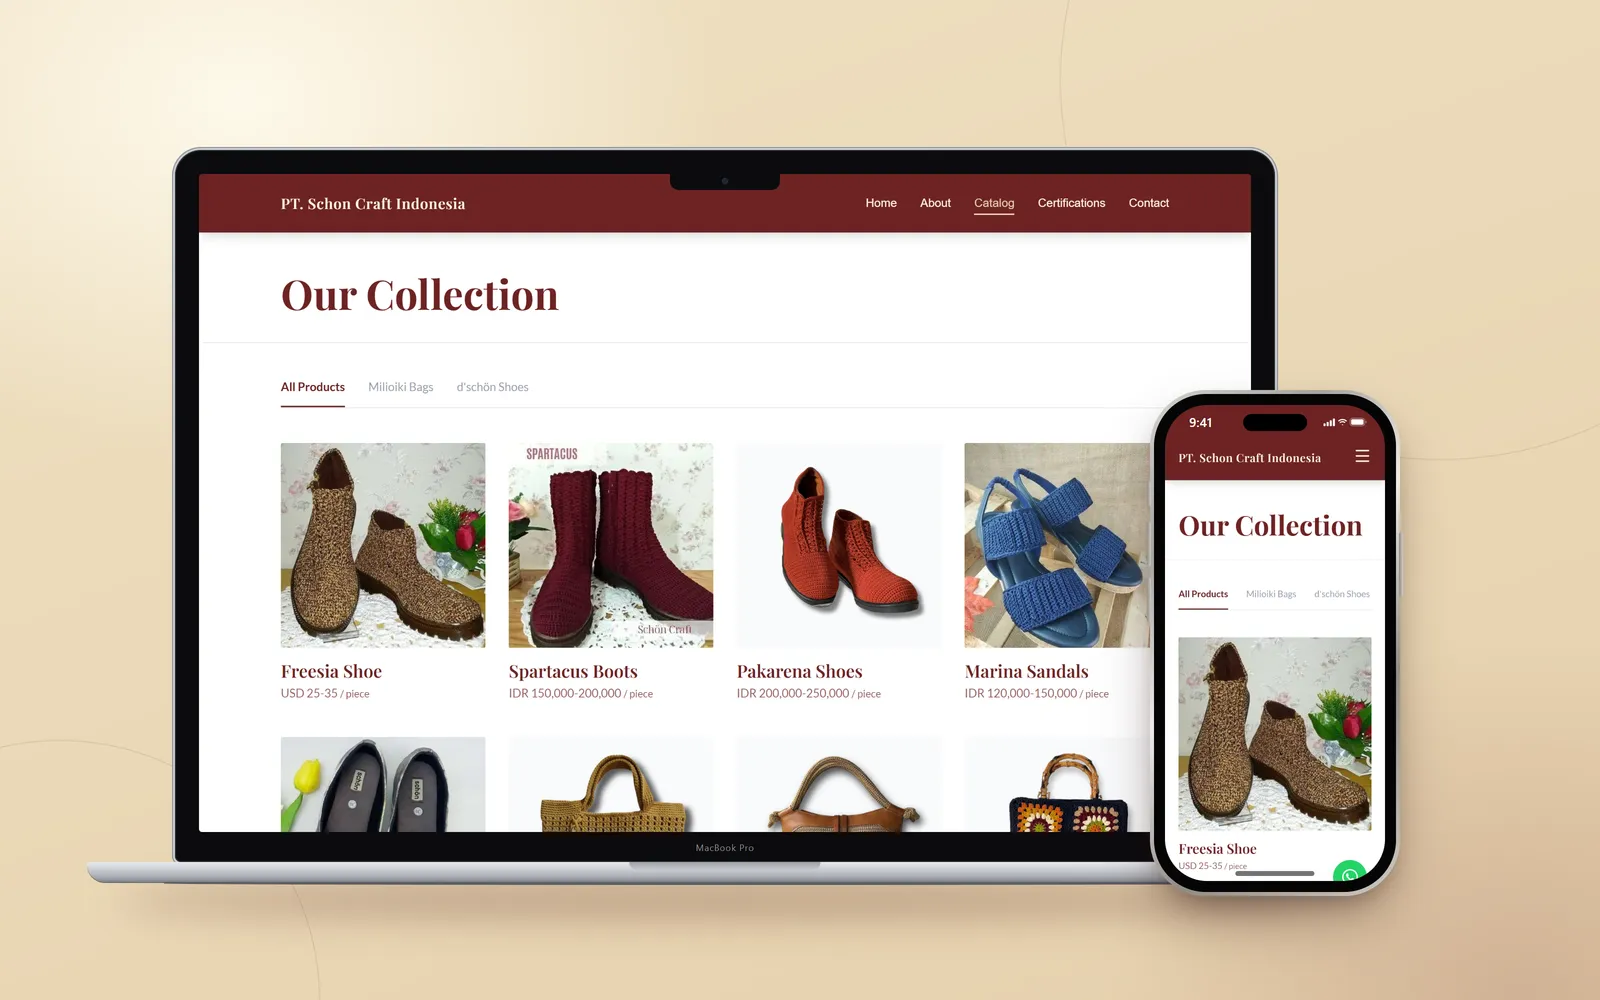 PT. Schon Craft Indonesia
Home About Catalog Certifications Contact
Our Collection
All Products Milioiki Bags d'schön Shoes
SPARTACUS
Schön Craft
Freesia Shoe
USD 25-35 / piece
Spartacus Boots
IDR 150,000-200,000 / piece
Pakarena Shoes
IDR 200,000-250,000 / piece
Marina Sandals
IDR 120,000-150,000 / piece
schön
schön
MacBook Pro
9:41
PT. Schon Craft Indonesia
Our Collection
All Products Milioiki Bags d'schön Shoes
Freesia Shoe
USD 25-35 / piece